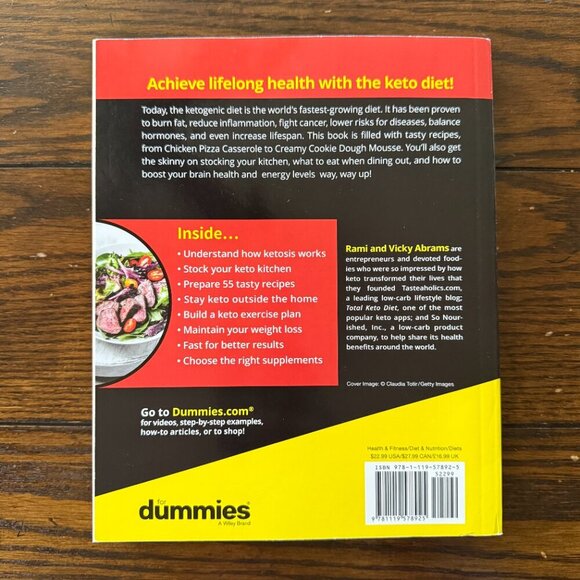 Achieve lifelong health with the keto diet!
Today, the ketogenic diet is the world's fastest-growing diet. It has been proven
to burn fat, reduce inflammation, fight cancer, lower risks for diseases, balance
hormones, and even increase lifespan. This book is filled with tasty recipes,
from Chicken Pizza Casserole to Creamy Cookie Dough Mousse. You'll also get
the skinny on stocking your kitchen, what to eat when dining out, and how to
boost your brain health and energy levels way, way up!
Inside…
• Understand how ketosis works
• Stock your keto kitchen
• Prepare 55 tasty recipes
• Stay keto outside the home
• Build a keto exercise plan
• Maintain your weight loss
• Fast for better results
• Choose the right supplements
Rami and Vicky Abrams are
entrepreneurs and devoted food-
ies who were so impressed by how
keto transformed their lives that
they founded Tasteaholics.com,
a leading low-carb lifestyle blog;
Total Keto Diet, one of the most
popular keto apps; and So Nour-
ished, Inc., a low-carb product
company, to help share its health
benefits around the world.
Cover Image: © Claudia Totir/Getty Images
Go to Dummies.com®
for videos, step-by-step examples,
how-to articles, or to shop!
Health & Fitness/Diet & Nutrition/Diets
$22.99 USA/$27.99 CAN/£16.99 UK
ISBN 978-1-119-57892-5
52299
9 781119 578925
for
dummies®
A Wiley Brand